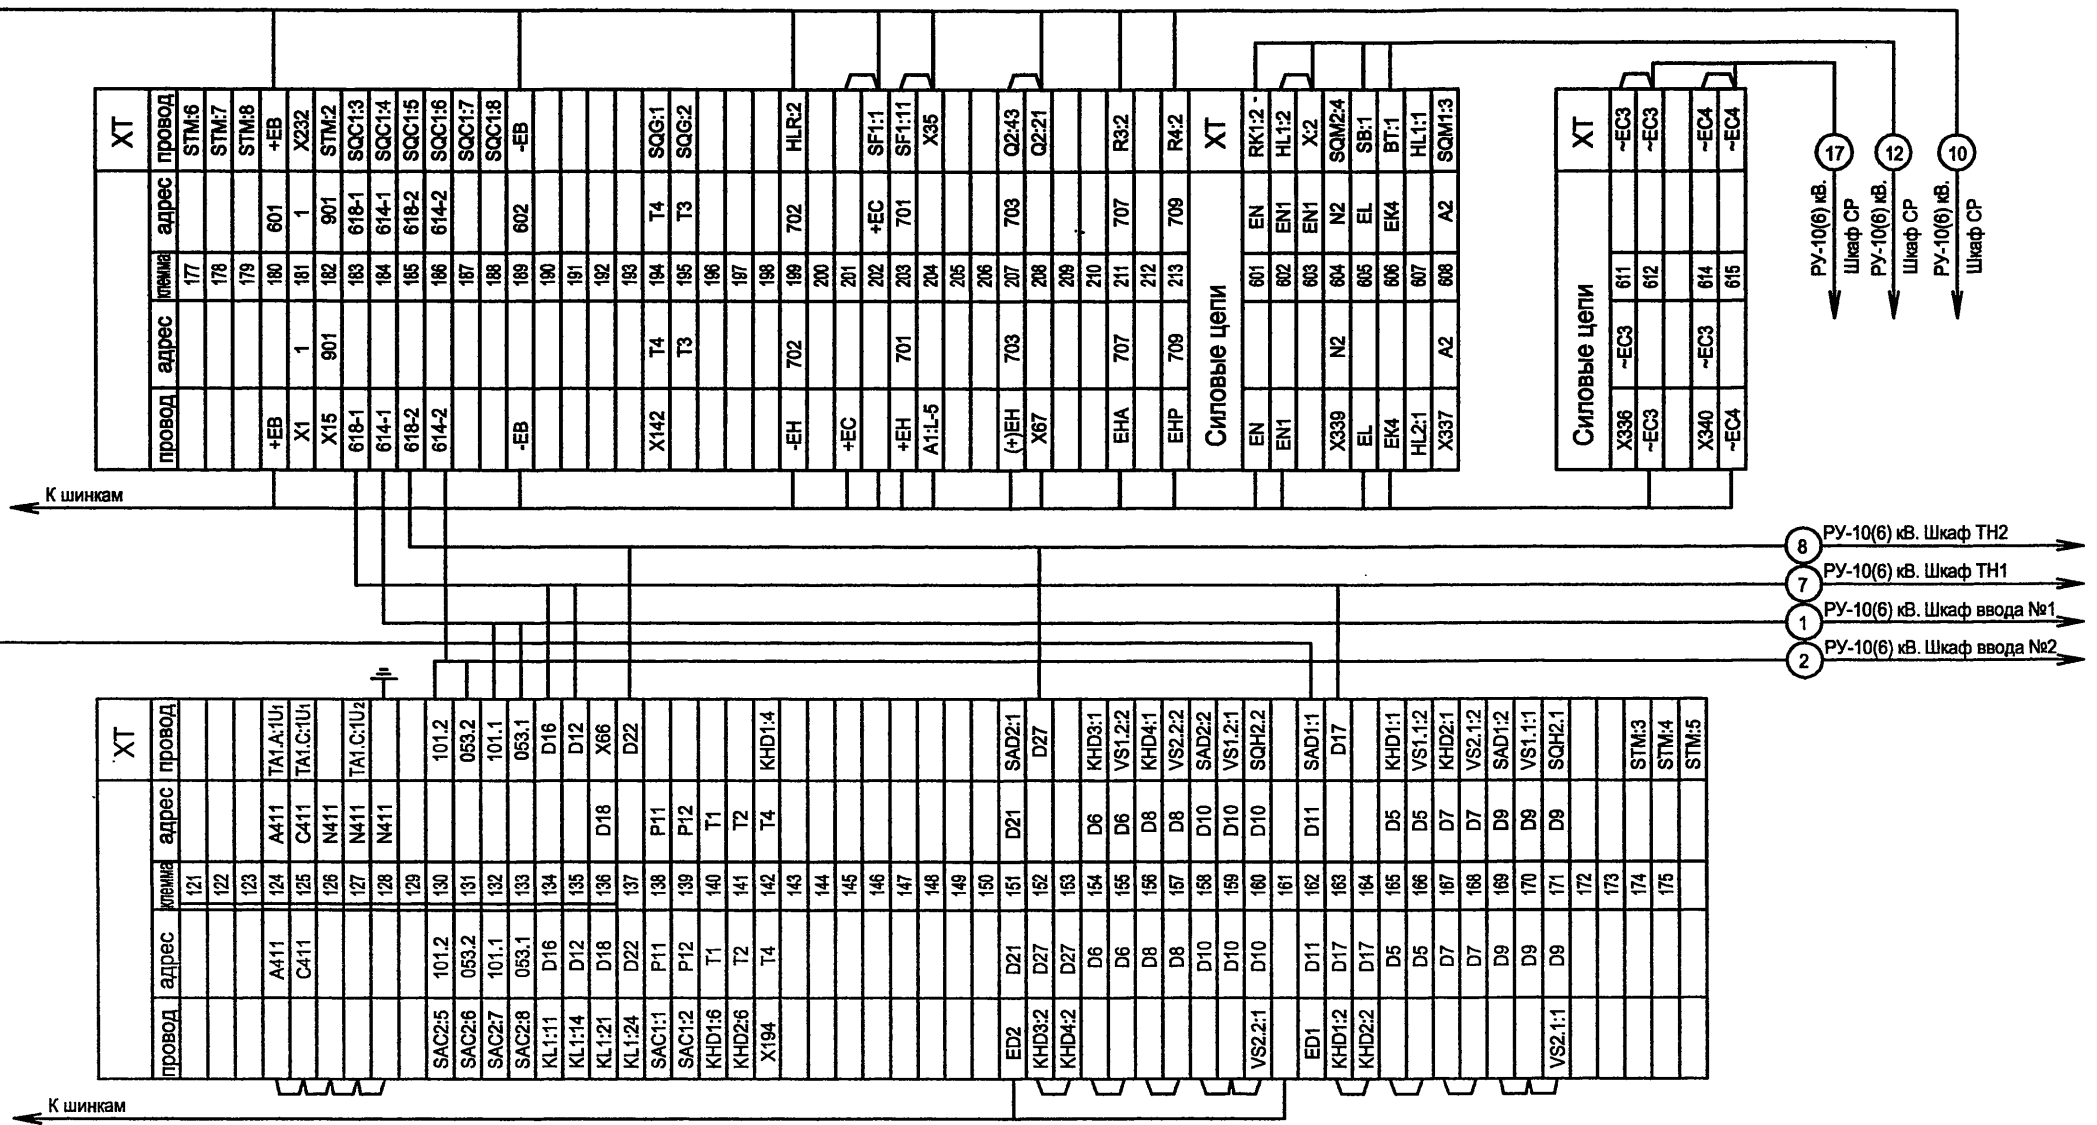 XT
провод STM:6 STM:7 STM:8 +EB X232 STM:2 SQC1:3 SQC1:4 SQC1:5 SQC1:6 SQC1:7 SQC1:8 -EB SQG:1 SQG:2 HLR:2 SF1:1 SF1:11 X35 Q2:43 Q2:21 R3:2 R4:2
адрес 601 1 901 618-1 614-1 618-2 614-2 602 T4 T3 702 +EC 701 703 707 709
клемма 177 178 179 180 181 182 183 184 185 186 187 188 189 190 191 192 193 194 195 196 197 198 199 200 201 202 203 204 205 206 207 208 209 210 211 212 213
адрес 1 901 T4 T3 702 701 703 707 709
провод +EB X1 X15 618-1 614-1 618-2 614-2 -EB X142 -EH +EC +EH A1:L-5 (+)EH X67 EHA EHP
XT
Силовые цепи
RK1:2 HL1:2 X:2 SQM2:4 SB:1 BT:1 HL1:1 SQM1:3
EN EN1 EN1 N2 EL EK4 A2
601 602 603 604 605 606 607 608
N2 A2
EN EN1 X339 EL EK4 HL2:1 X337
XT
Силовые цепи
~EC3 ~EC3 ~EC4 ~EC4
611 612 614 615
~EC3 ~EC3
X336 ~EC3 X340 ~EC4
17
РУ-10(6) кВ.
Шкаф СР
12
РУ-10(6) кВ.
Шкаф СР
10
РУ-10(6) кВ.
Шкаф СР
К шинкам
8 РУ-10(6) кВ. Шкаф ТН2
7 РУ-10(6) кВ. Шкаф ТН1
1 РУ-10(6) кВ. Шкаф ввода №1
2 РУ-10(6) кВ. Шкаф ввода №2
XT
провод TA1.A:1U1 TA1.C:1U1 TA1.C:1U2 101.2 053.2 101.1 053.1 D16 D12 X66 D22 KHD1:4 SAD2:1 D27 KHD3:1 VS1.2:2 KHD4:1 VS2.2:2 SAD2:2 VS1.2:1 SQH2.2 SAD1:1 D17 KHD1:1 VS1.1:2 KHD2:1 VS2.1:2 SAD1:2 VS1.1:1 SQH2.1 STM:3 STM:4 STM:5
адрес A411 C411 N411 N411 N411 D18 P11 P12 T1 T2 T4 D21 D6 D6 D8 D8 D10 D10 D10 D11 D5 D5 D7 D7 D9 D9 D9
клемма 121 122 123 124 125 126 127 128 129 130 131 132 133 134 135 136 137 138 139 140 141 142 143 144 145 146 147 148 149 150 151 152 153 154 155 156 157 158 159 160 161 162 163 164 165 166 167 168 169 170 171 172 173 174 175
адрес A411 C411 101.2 053.2 101.1 053.1 D16 D12 D18 D22 P11 P12 T1 T2 T4 D21 D27 D27 D6 D6 D8 D8 D10 D10 D10 D11 D17 D17 D5 D5 D7 D7 D9 D9 D9
провод SAC2:5 SAC2:6 SAC2:7 SAC2:8 KL1:11 KL1:14 KL1:21 KL1:24 SAC1:1 SAC1:2 KHD1:6 KHD2:6 X194 ED2 KHD3:2 KHD4:2 VS2.2:1 ED1 KHD1:2 KHD2:2 VS2.1:1
К шинкам